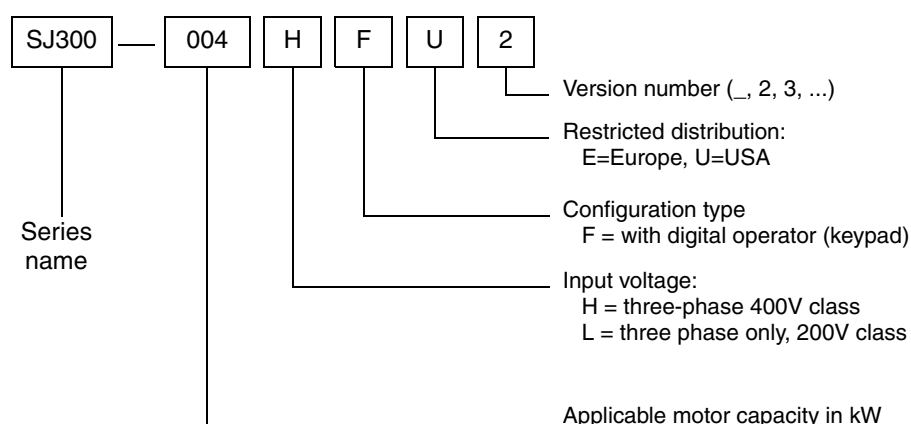 SJ300 — 004 H F U 2
Version number (_, 2, 3, ...)
Restricted distribution:
E=Europe, U=USA
Configuration type
F = with digital operator (keypad)
Series
name
Input voltage:
H = three-phase 400V class
L = three phase only, 200V class
Applicable motor capacity in kW